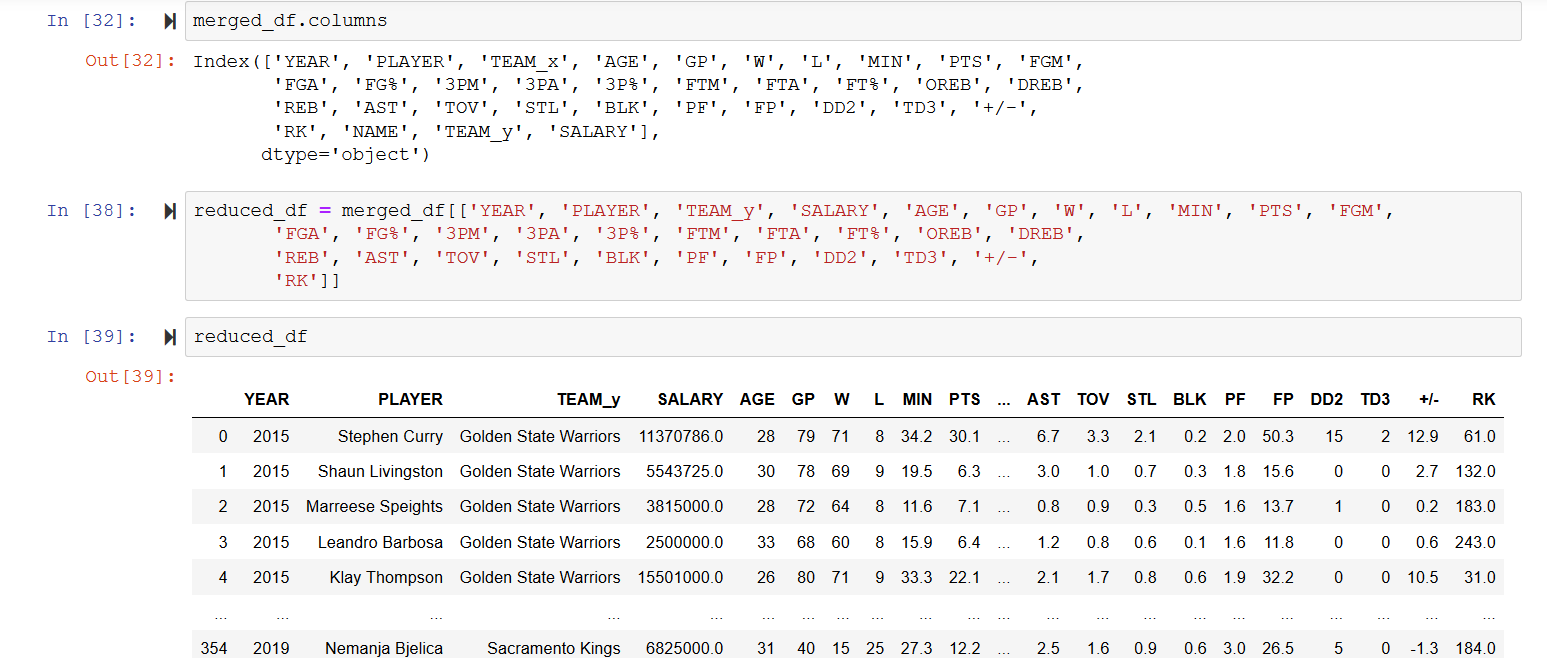 In [32]: merged_df.columns
Out[32]: Index(['YEAR', 'PLAYER', 'TEAM_x', 'AGE', 'GP', 'W', 'L', 'MIN', 'PTS', 'FGM',
'FGA', 'FG%', '3PM', '3PA', '3P%', 'FTM', 'FTA', 'FT%', 'OREB', 'DREB',
'REB', 'AST', 'TOV', 'STL', 'BLK', 'PF', 'FP', 'DD2', 'TD3', '+/-',
'RK', 'NAME', 'TEAM_y', 'SALARY'],
dtype='object')
In [38]: reduced_df = merged_df[['YEAR', 'PLAYER', 'TEAM_y', 'SALARY', 'AGE', 'GP', 'W', 'L', 'MIN', 'PTS', 'FGM',
'FGA', 'FG%', '3PM', '3PA', '3P%', 'FTM', 'FTA', 'FT%', 'OREB', 'DREB',
'REB', 'AST', 'TOV', 'STL', 'BLK', 'PF', 'FP', 'DD2', 'TD3', '+/-',
'RK']]
In [39]: reduced_df
Out[39]:
YEAR PLAYER TEAM_y SALARY AGE GP W L MIN PTS ... AST TOV STL BLK PF FP DD2 TD3 +/- RK
0 2015 Stephen Curry Golden State Warriors 11370786.0 28 79 71 8 34.2 30.1 ... 6.7 3.3 2.1 0.2 2.0 50.3 15 2 12.9 61.0
1 2015 Shaun Livingston Golden State Warriors 5543725.0 30 78 69 9 19.5 6.3 ... 3.0 1.0 0.7 0.3 1.8 15.6 0 0 2.7 132.0
2 2015 Marreese Speights Golden State Warriors 3815000.0 28 72 64 8 11.6 7.1 ... 0.8 0.9 0.3 0.5 1.6 13.7 1 0 0.2 183.0
3 2015 Leandro Barbosa Golden State Warriors 2500000.0 33 68 60 8 15.9 6.4 ... 1.2 0.8 0.6 0.1 1.6 11.8 0 0 0.6 243.0
4 2015 Klay Thompson Golden State Warriors 15501000.0 26 80 71 9 33.3 22.1 ... 2.1 1.7 0.8 0.6 1.9 32.2 0 0 10.5 31.0
... ... ... ... ... ... ... ... ... ... ... ... ... ... ... ... ... ... ... ... ... ...
354 2019 Nemanja Bjelica Sacramento Kings 6825000.0 31 40 15 25 27.3 12.2 ... 2.5 1.6 0.9 0.6 3.0 26.5 5 0 -1.3 184.0